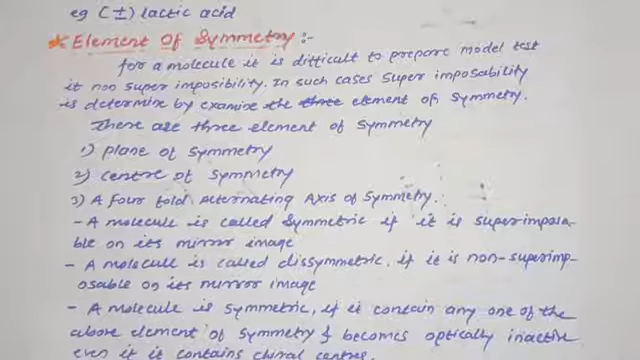 eg (±) lactic acid
* Element Of Symmetry :-
for a molecule it is difficult to prepare model test
it non super imposibility. In such cases super imposability
is determine by examine the three element of symmetry.
There are three element of symmetry
1) plane of symmetry
2) centre of symmetry
3) A four fold Alternating Axis of symmetry.
- A molecule is called symmetric if it is superimposa-
ble on its mirror image
- A molecule is called dissymmetric, if it is non-superimp-
osable on its mirror image
- A molecule is symmetric, if it contain any one of the
above element of symmetry & becomes optically inactive
even if it contains chiral centres.